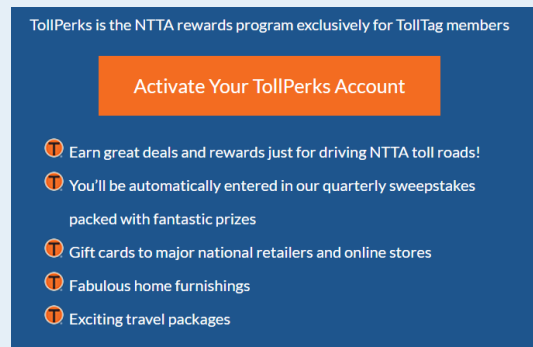 TollPerks is the NTTA rewards program exclusively for TollTag members
Activate Your TollPerks Account
T Earn great deals and rewards just for driving NTTA toll roads!
T You'll be automatically entered in our quarterly sweepstakes
packed with fantastic prizes
T Gift cards to major national retailers and online stores
T Fabulous home furnishings
T Exciting travel packages